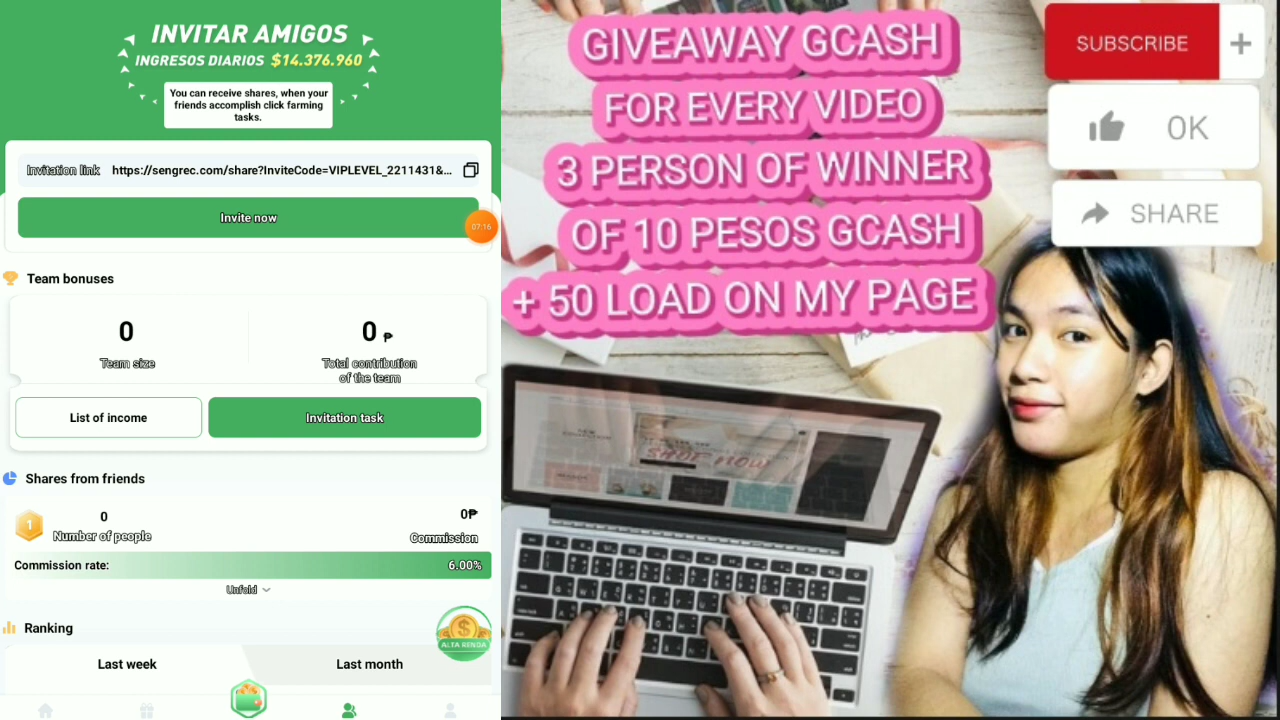 INVITAR AMIGOS
INGRESOS DIARIOS $14.376.960
You can receive shares, when your
friends accomplish click farming
tasks.
Invitation link https://sengrec.com/share?InviteCode=VIPLEVEL_2211431&...
Invite now
07:16
Team bonuses
0
Team size
0 ₱
Total contribution
of the team
List of income
Invitation task
Shares from friends
1
0
Number of people
0₱
Commission
Commission rate: 6.00%
Unfold
Ranking
ALTA RENDA
Last week
Last month
GIVEAWAY GCASH
FOR EVERY VIDEO
3 PERSON OF WINNER
OF 10 PESOS GCASH
+ 50 LOAD ON MY PAGE
SUBSCRIBE +
0K
SHARE
SHOP NOW